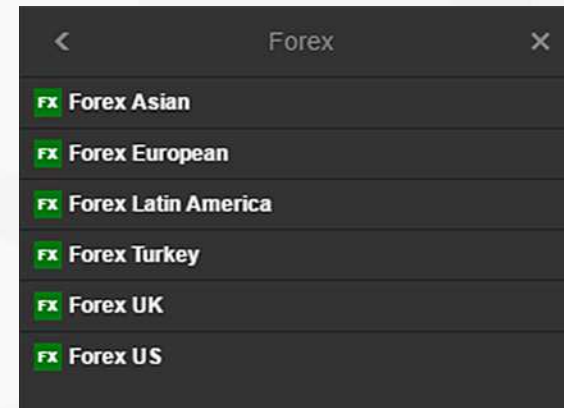 Forex
FX Forex Asian
FX Forex European
FX Forex Latin America
FX Forex Turkey
FX Forex UK
FX Forex US